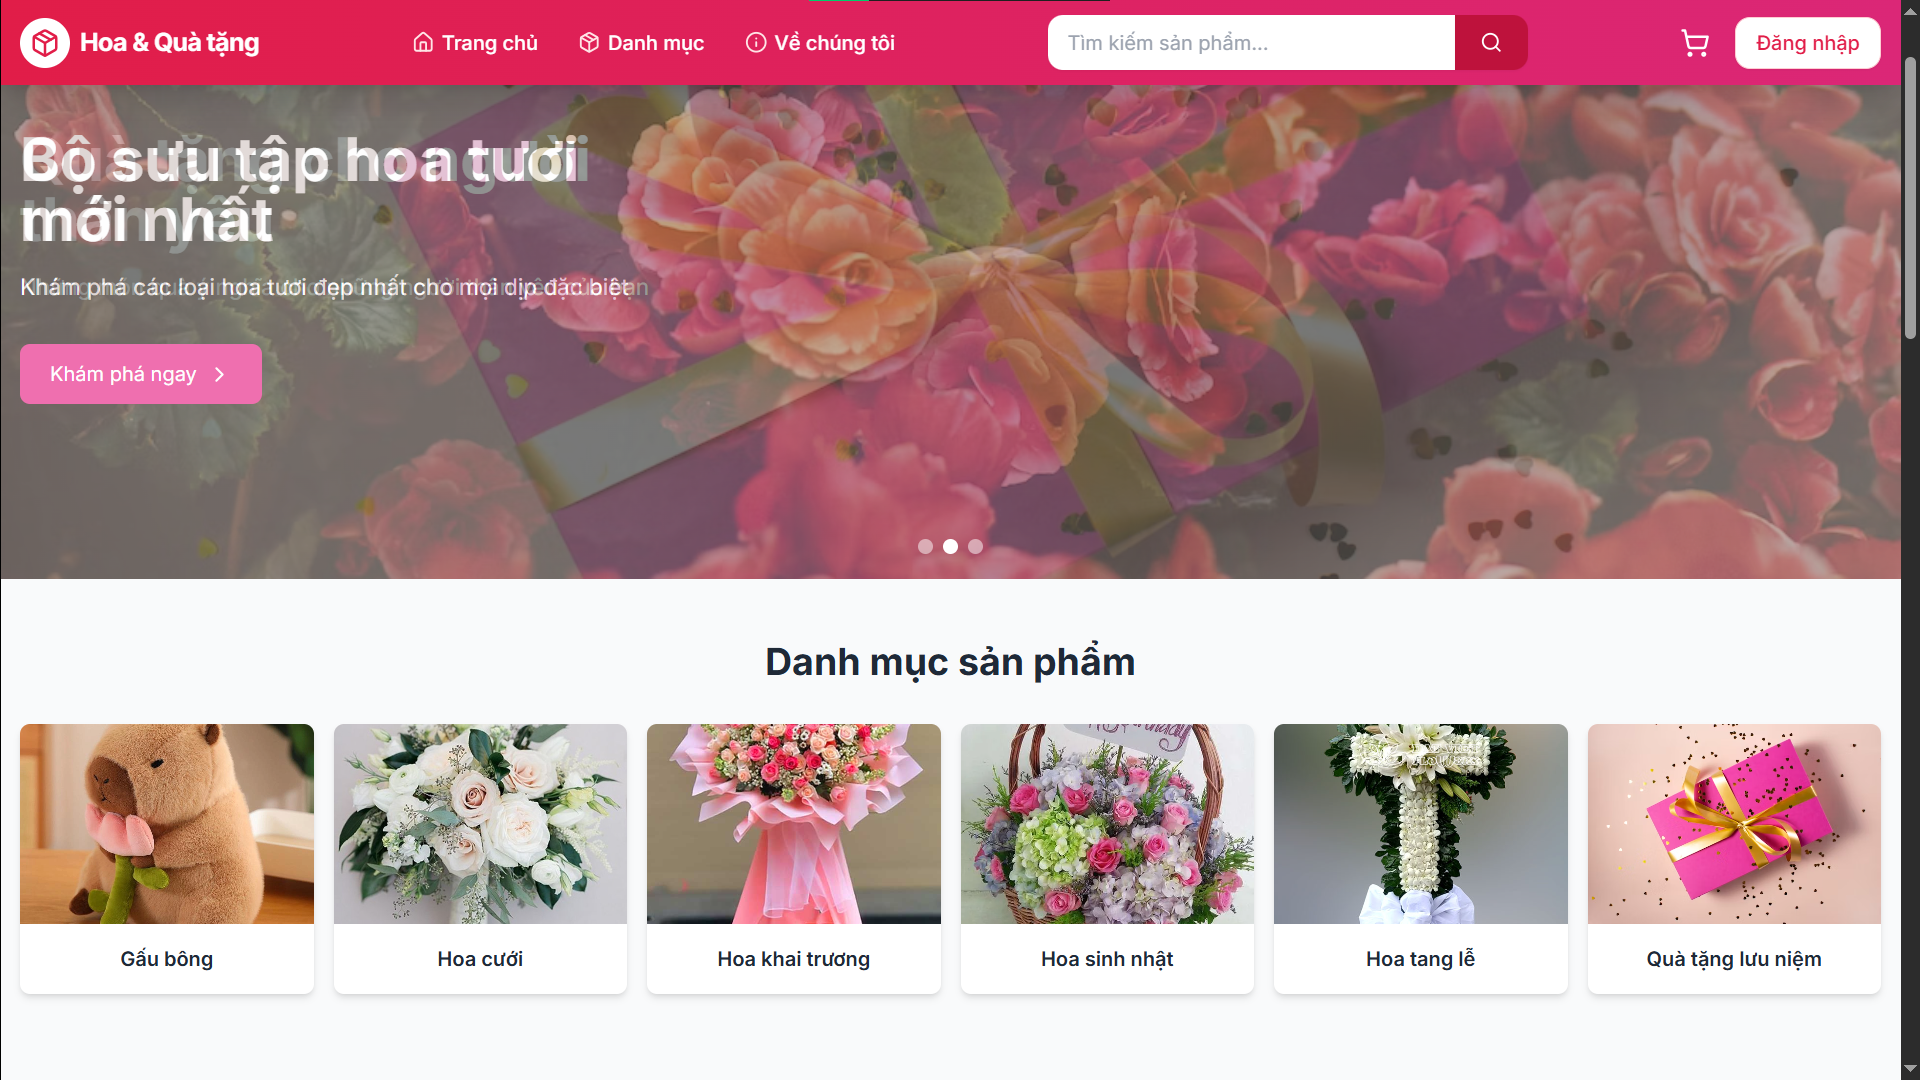 Hoa & Quà tặng
Trang chủ
Danh mục
Về chúng tôi
Tìm kiếm sản phẩm...
Đăng nhập
Bộ sưu tập hoa tươi
mới nhất
Khám phá các loại hoa tươi đẹp nhất cho mọi dịp đặc biệt
Khám phá ngay
Danh mục sản phẩm
Gấu bông
Hoa cưới
Hoa khai trương
Hoa sinh nhật
Hoa tang lễ
Quà tặng lưu niệm